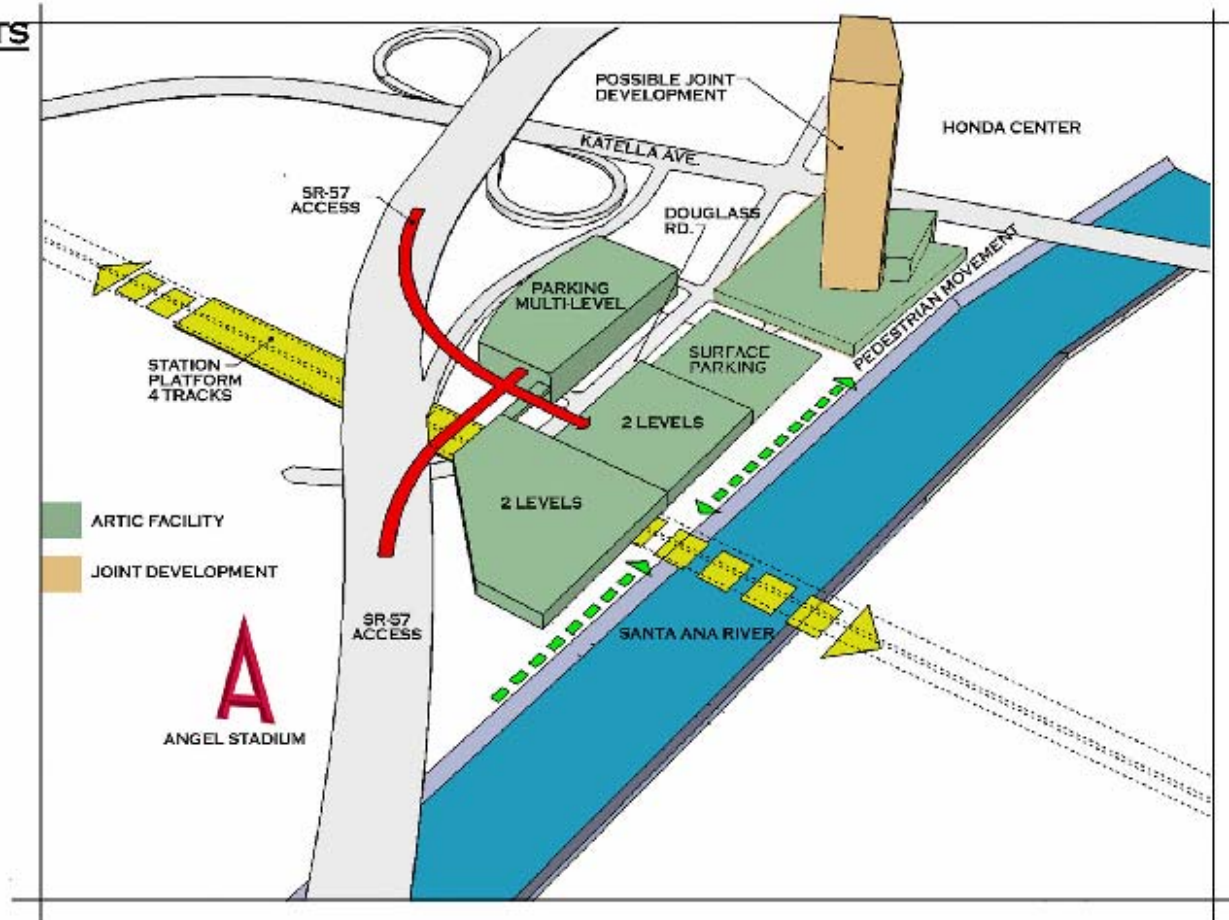 TS
POSSIBLE JOINT
DEVELOPMENT
HONDA CENTER
KATELLA AVE.
SR-57
ACCESS
DOUGLASS
RD.
PARKING
MULTI-LEVEL
PEDESTRIAN MOVEMENT
STATION
PLATFORM
4 TRACKS
SURFACE
PARKING
2 LEVELS
2 LEVELS
ARTIC FACILITY
JOINT DEVELOPMENT
SR-57
ACCESS
SANTA ANA RIVER
A
ANGEL STADIUM